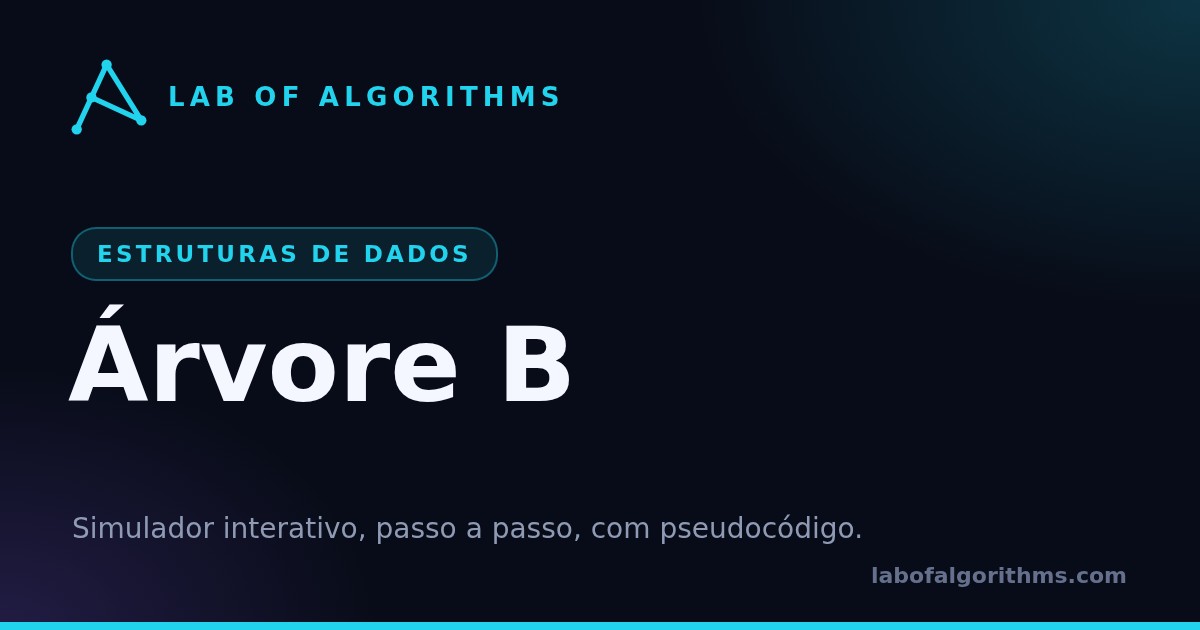 LAB OF ALGORITHMS
ESTRUTURAS DE DADOS
Árvore B
Simulador interativo, passo a passo, com pseudocódigo.
labofalgorithms.com